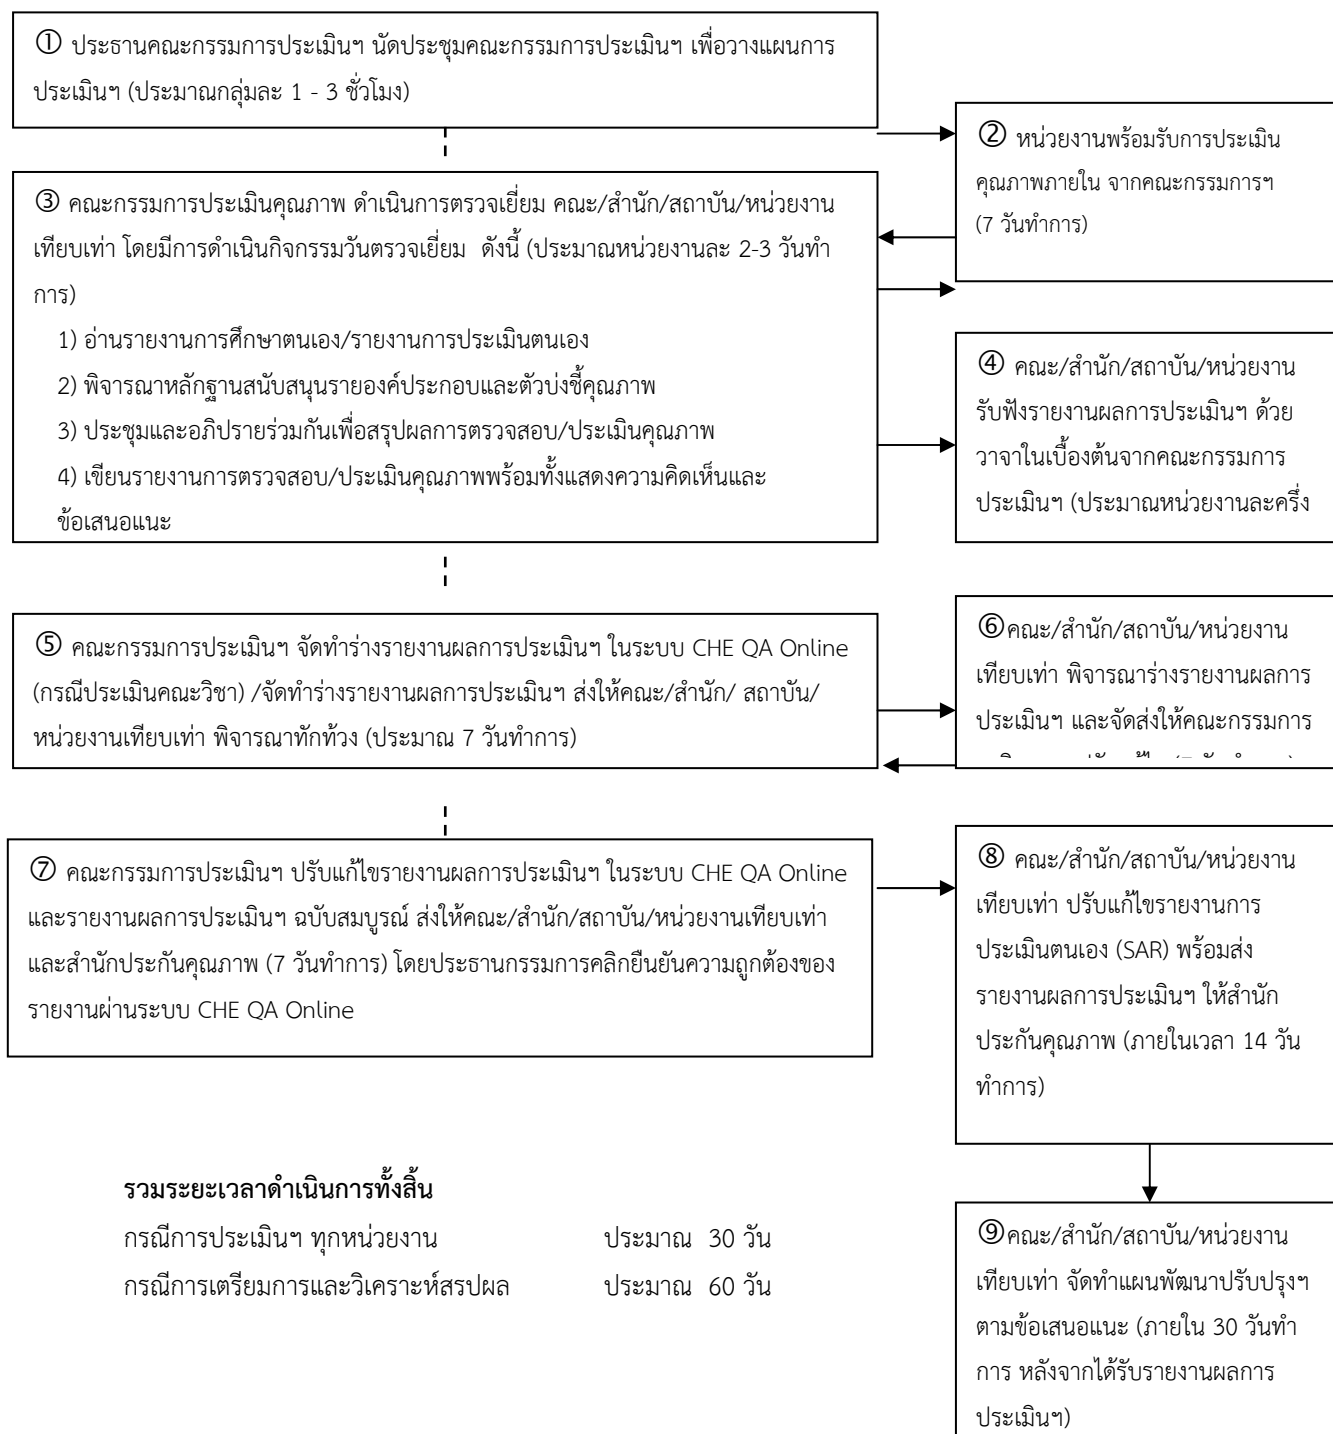 ① ประธานคณะกรรมการประเมินฯ นัดประชุมคณะกรรมการประเมินฯ เพื่อวางแผนการ
ประเมินฯ (ประมาณกลุ่มละ 1 - 3 ชั่วโมง)
② หน่วยงานพร้อมรับการประเมิน
คุณภาพภายใน จากคณะกรรมการฯ
(7 วันทำการ)
③ คณะกรรมการประเมินคุณภาพ ดำเนินการตรวจเยี่ยม คณะ/สำนัก/สถาบัน/หน่วยงาน
เทียบเท่า โดยมีการดำเนินกิจกรรมวันตรวจเยี่ยม ดังนี้ (ประมาณหน่วยงานละ 2-3 วันทำ
การ)
1) อ่านรายงานการศึกษาตนเอง/รายงานการประเมินตนเอง
2) พิจารณาหลักฐานสนับสนุนรายองค์ประกอบและตัวบ่งชี้คุณภาพ
3) ประชุมและอภิปรายร่วมกันเพื่อสรุปผลการตรวจสอบ/ประเมินคุณภาพ
4) เขียนรายงานการตรวจสอบ/ประเมินคุณภาพพร้อมทั้งแสดงความคิดเห็นและ
ข้อเสนอแนะ
④ คณะ/สำนัก/สถาบัน/หน่วยงาน
รับฟังรายงานผลการประเมินฯ ด้วย
วาจาในเบื้องต้นจากคณะกรรมการ
ประเมินฯ (ประมาณหน่วยงานละครึ่ง
⑤ คณะกรรมการประเมินฯ จัดทำร่างรายงานผลการประเมินฯ ในระบบ CHE QA Online
(กรณีประเมินคณะวิชา) /จัดทำร่างรายงานผลการประเมินฯ ส่งให้คณะ/สำนัก/ สถาบัน/
หน่วยงานเทียบเท่า พิจารณาทักท้วง (ประมาณ 7 วันทำการ)
⑥คณะ/สำนัก/สถาบัน/หน่วยงาน
เทียบเท่า พิจารณาร่างรายงานผลการ
ประเมินฯ และจัดส่งให้คณะกรรมการ
⑦ คณะกรรมการประเมินฯ ปรับแก้ไขรายงานผลการประเมินฯ ในระบบ CHE QA Online
และรายงานผลการประเมินฯ ฉบับสมบูรณ์ ส่งให้คณะ/สำนัก/สถาบัน/หน่วยงานเทียบเท่า
และสำนักประกันคุณภาพ (7 วันทำการ) โดยประธานกรรมการคลิกยืนยันความถูกต้องของ
รายงานผ่านระบบ CHE QA Online
⑧ คณะ/สำนัก/สถาบัน/หน่วยงาน
เทียบเท่า ปรับแก้ไขรายงานการ
ประเมินตนเอง (SAR) พร้อมส่ง
รายงานผลการประเมินฯ ให้สำนัก
ประกันคุณภาพ (ภายในเวลา 14 วัน
ทำการ)
รวมระยะเวลาดำเนินการทั้งสิ้น
กรณีการประเมินฯ ทุกหน่วยงาน ประมาณ 30 วัน
กรณีการเตรียมการและวิเคราะห์สรปผล ประมาณ 60 วัน
⑨คณะ/สำนัก/สถาบัน/หน่วยงาน
เทียบเท่า จัดทำแผนพัฒนาปรับปรุงฯ
ตามข้อเสนอแนะ (ภายใน 30 วันทำ
การ หลังจากได้รับรายงานผลการ
ประเมินฯ)